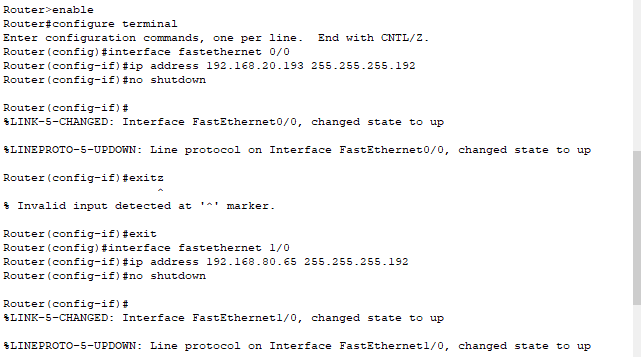 Router>enable
Router#configure terminal
Enter configuration commands, one per line.  End with CNTL/Z.
Router(config)#interface fastethernet 0/0
Router(config-if)#ip address 192.168.20.193 255.255.255.192
Router(config-if)#no shutdown

Router(config-if)#
%LINK-5-CHANGED: Interface FastEthernet0/0, changed state to up

%LINEPROTO-5-UPDOWN: Line protocol on Interface FastEthernet0/0, changed state to up

Router(config-if)#exitz
                      ^
% Invalid input detected at '^' marker.

Router(config-if)#exit
Router(config)#interface fastethernet 1/0
Router(config-if)#ip address 192.168.80.65 255.255.255.192
Router(config-if)#no shutdown

Router(config-if)#
%LINK-5-CHANGED: Interface FastEthernet1/0, changed state to up

%LINEPROTO-5-UPDOWN: Line protocol on Interface FastEthernet1/0, changed state to up